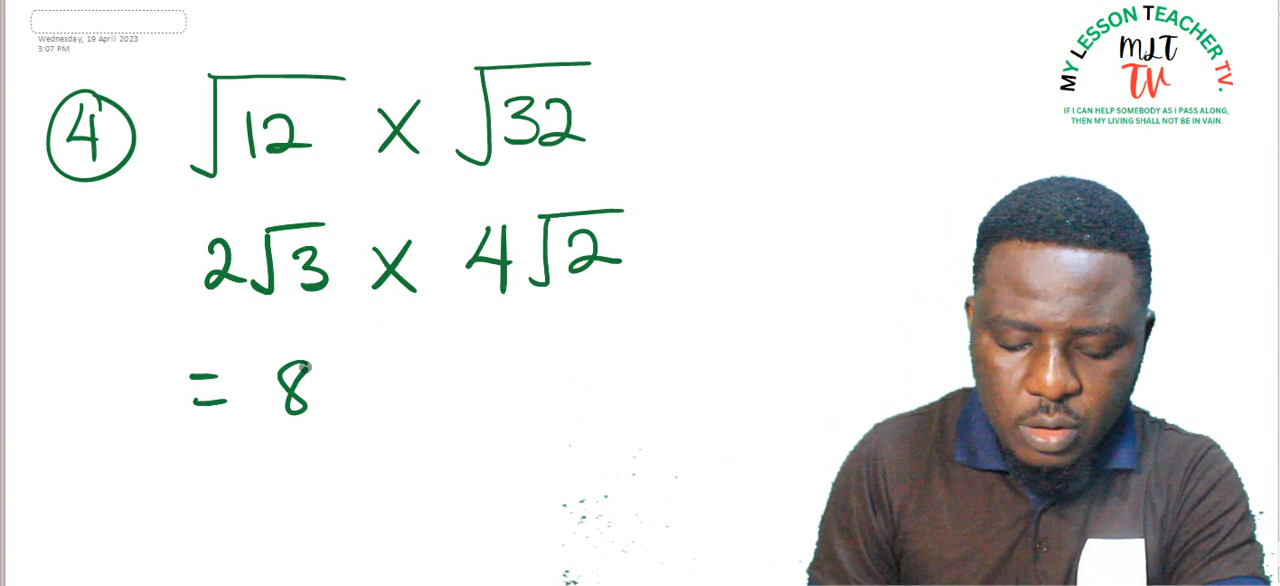 Wednesday, 19 April 2023
3:07 PM
MY LESSON TEACHER TV.
MLT
TV
IF I CAN HELP SOMEBODY AS I PASS ALONG,
THEN MY LIVING SHALL NOT BE IN VAIN.
④ √12 × √32
2√3 × 4√2
= 8